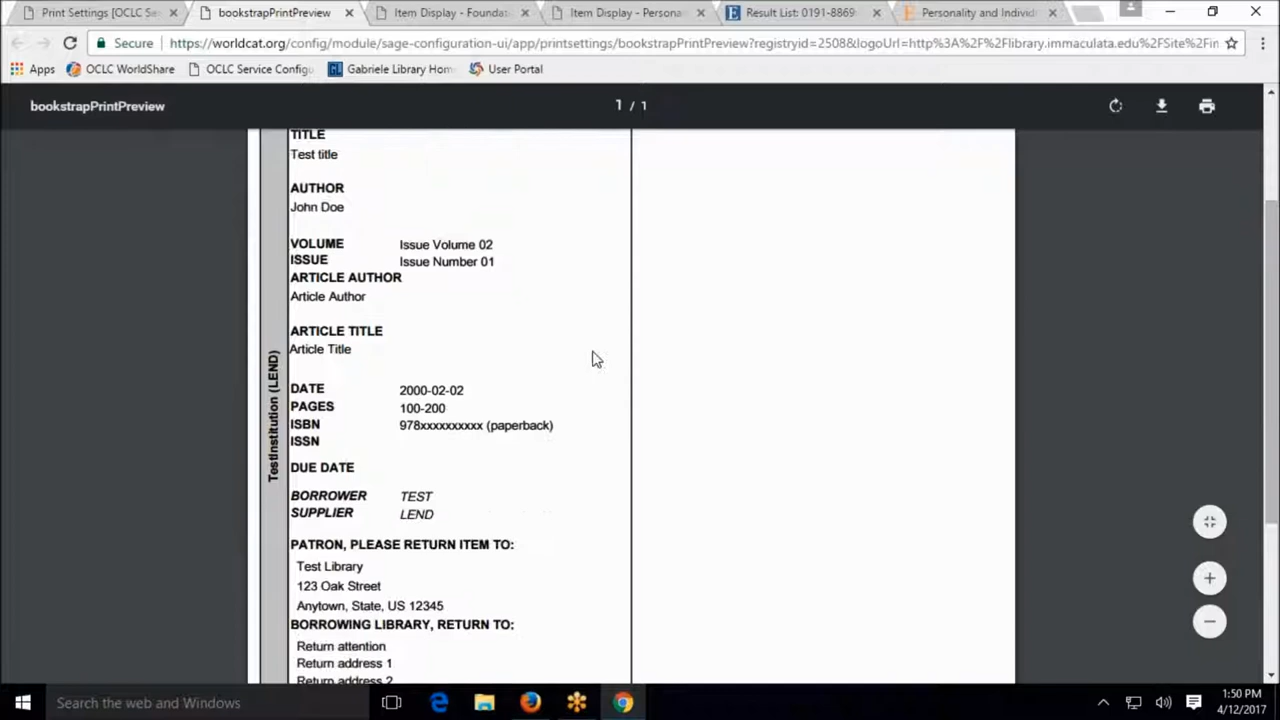 Print Settings [OCLC Se
bookstrapPrintPreview
Item Display - Foundat
Item Display - Persona
Result List: 0191-8869
Personality and Individ
Secure
https://worldcat.org/config/module/sage-configuration-ui/app/printsettings/bookstrapPrintPreview?registryid=2508&logoUrl=http%3A%2F%2Flibrary.immaculata.edu%2FSite%2Fin
Apps
OCLC WorldShare
OCLC Service Config
Gabriele Library Hom
User Portal
bookstrapPrintPreview
1 / 1
TITLE
Test title
AUTHOR
John Doe
VOLUME Issue Volume 02
ISSUE Issue Number 01
ARTICLE AUTHOR
Article Author
ARTICLE TITLE
Article Title
DATE 2000-02-02
PAGES 100-200
ISBN 978xxxxxxxxxx (paperback)
ISSN
DUE DATE
BORROWER TEST
SUPPLIER LEND
PATRON, PLEASE RETURN ITEM TO:
Test Library
123 Oak Street
Anytown, State, US 12345
BORROWING LIBRARY, RETURN TO:
Return attention
Return address 1
Return address 2
TestInstitution (LEND)
Search the web and Windows
1:50 PM
4/12/2017